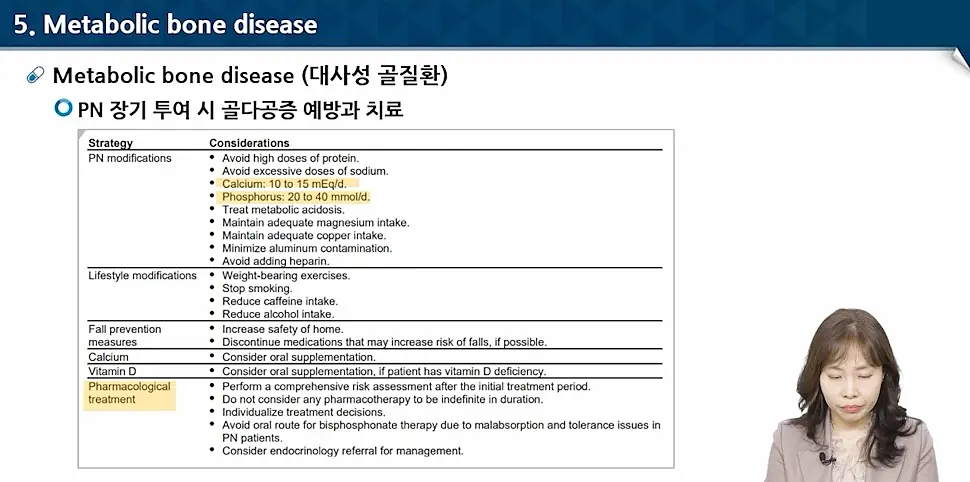 5. Metabolic bone disease
Metabolic bone disease (대사성 골질환)
PN 장기 투여 시 골다공증 예방과 치료
Strategy Considerations
PN modifications • Avoid high doses of protein.
• Avoid excessive doses of sodium.
• Calcium: 10 to 15 mEq/d.
• Phosphorus: 20 to 40 mmol/d.
• Treat metabolic acidosis.
• Maintain adequate magnesium intake.
• Maintain adequate copper intake.
• Minimize aluminum contamination.
• Avoid adding heparin.
Lifestyle modifications • Weight-bearing exercises.
• Stop smoking.
• Reduce caffeine intake.
• Reduce alcohol intake.
Fall prevention • Increase safety of home.
measures • Discontinue medications that may increase risk of falls, if possible.
Calcium • Consider oral supplementation.
Vitamin D • Consider oral supplementation, if patient has vitamin D deficiency.
Pharmacological • Perform a comprehensive risk assessment after the initial treatment period.
treatment • Do not consider any pharmacotherapy to be indefinite in duration.
• Individualize treatment decisions.
• Avoid oral route for bisphosphonate therapy due to malabsorption and tolerance issues in
PN patients.
• Consider endocrinology referral for management.